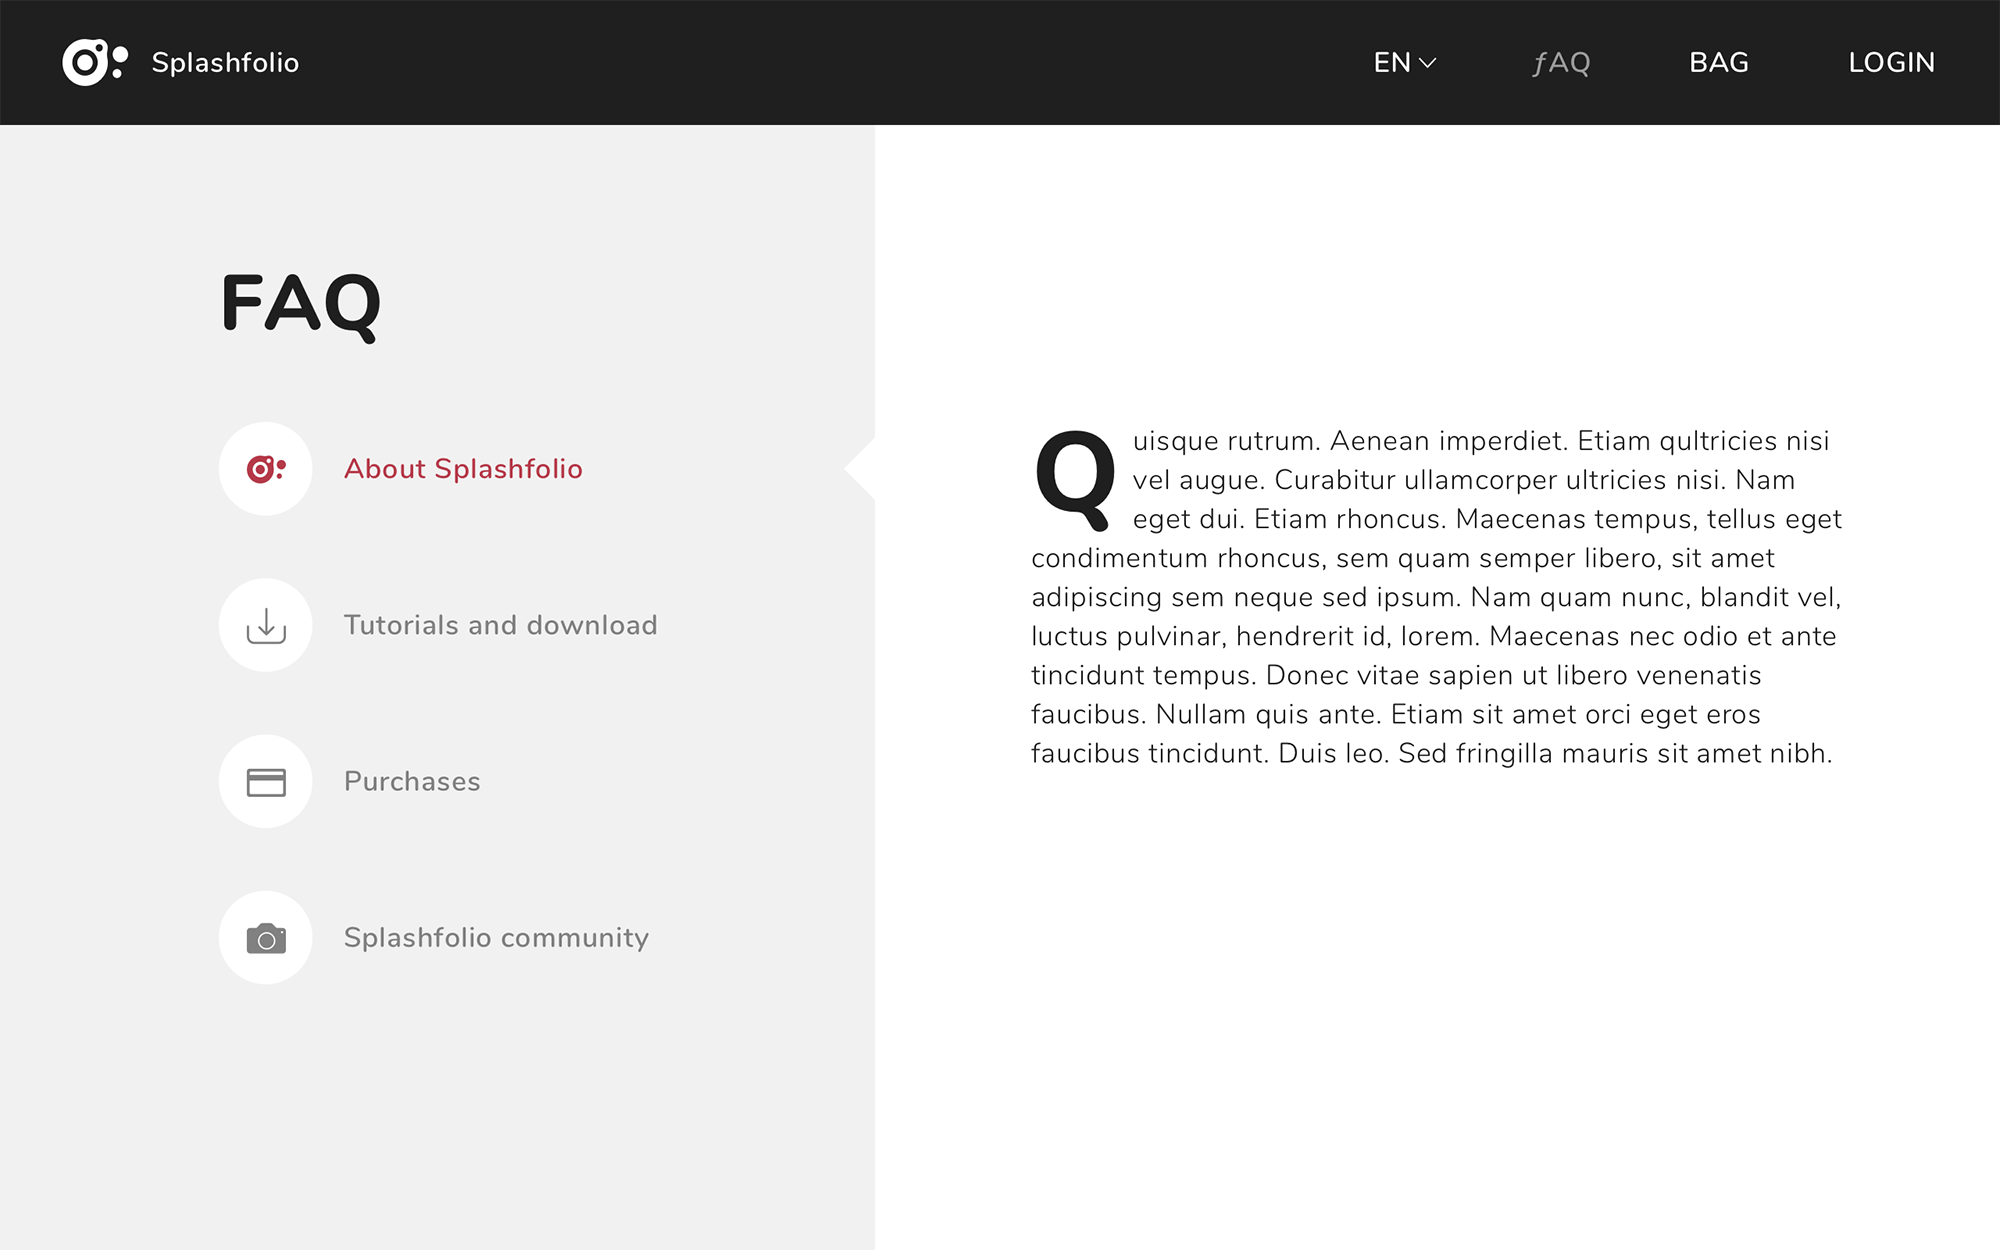 Splashfolio
EN
ƒAQ
BAG
LOGIN
FAQ
About Splashfolio
Tutorials and download
Purchases
Splashfolio community
Quisque rutrum. Aenean imperdiet. Etiam qultricies nisi
vel augue. Curabitur ullamcorper ultricies nisi. Nam
eget dui. Etiam rhoncus. Maecenas tempus, tellus eget
condimentum rhoncus, sem quam semper libero, sit amet
adipiscing sem neque sed ipsum. Nam quam nunc, blandit vel,
luctus pulvinar, hendrerit id, lorem. Maecenas nec odio et ante
tincidunt tempus. Donec vitae sapien ut libero venenatis
faucibus. Nullam quis ante. Etiam sit amet orci eget eros
faucibus tincidunt. Duis leo. Sed fringilla mauris sit amet nibh.